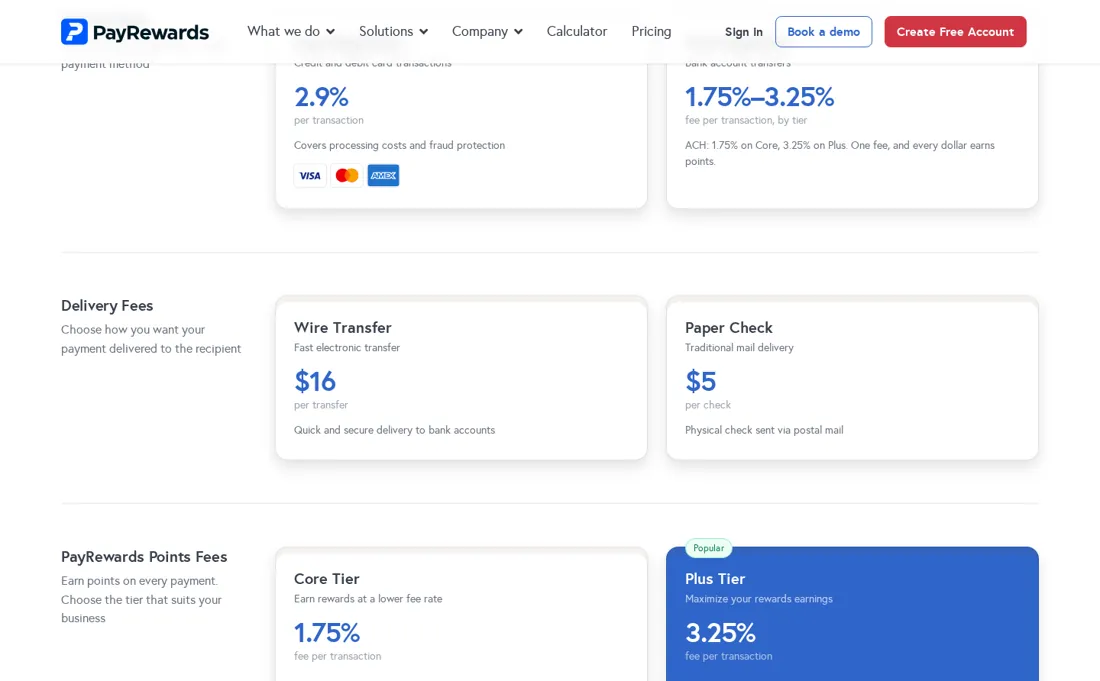 PayRewards
What we do
Solutions
Company
Calculator
Pricing
Sign In
Book a demo
Create Free Account
payment method
Credit and debit card transactions
2.9%
per transaction
Covers processing costs and fraud protection
VISA
AMEX
Bank account transfers
1.75%–3.25%
fee per transaction, by tier
ACH: 1.75% on Core, 3.25% on Plus. One fee, and every dollar earns
points.
Delivery Fees
Choose how you want your
payment delivered to the recipient
Wire Transfer
Fast electronic transfer
$16
per transfer
Quick and secure delivery to bank accounts
Paper Check
Traditional mail delivery
$5
per check
Physical check sent via postal mail
PayRewards Points Fees
Earn points on every payment.
Choose the tier that suits your
business
Core Tier
Earn rewards at a lower fee rate
1.75%
fee per transaction
Popular
Plus Tier
Maximize your rewards earnings
3.25%
fee per transaction